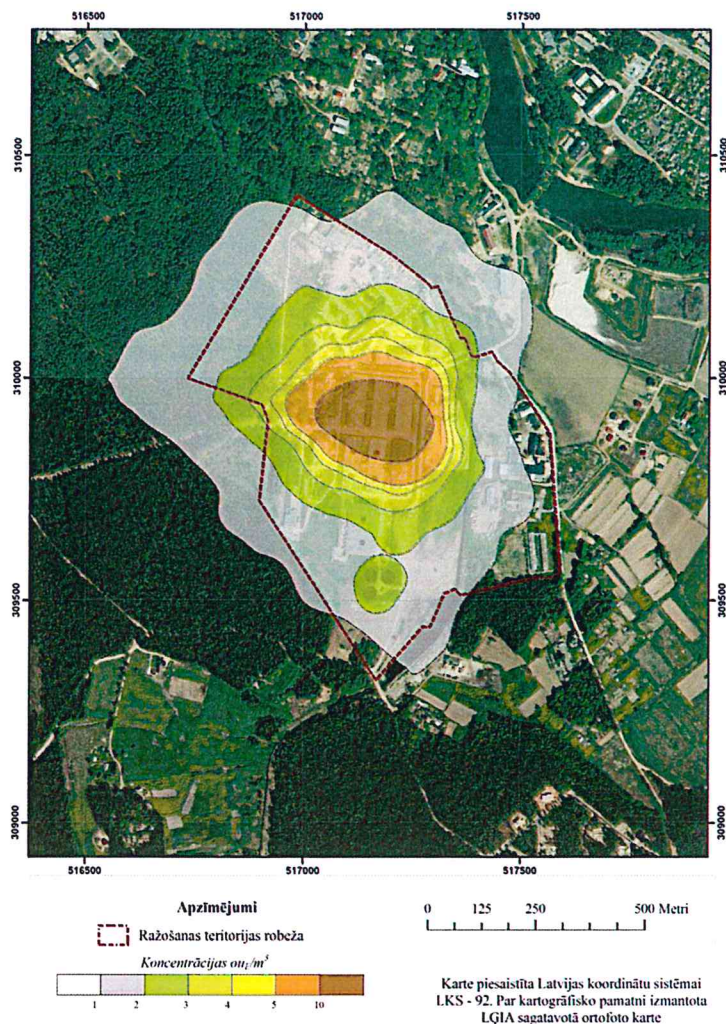 516500 517000 517500
310500 310500
310000 310000
309500 309500
309000 309000
516500 517000 517500
Apzīmējumi
Ražošanas teritorijas robeža
Koncentrācijas ouE/m³
1 2 3 4 5 10
0 125 250 500 Metri
Karte piesaistīta Latvijas koordinātu sistēmai
LKS - 92. Par kartogrāfisko pamatni izmantota
LĢIA sagatavotā ortofoto karte